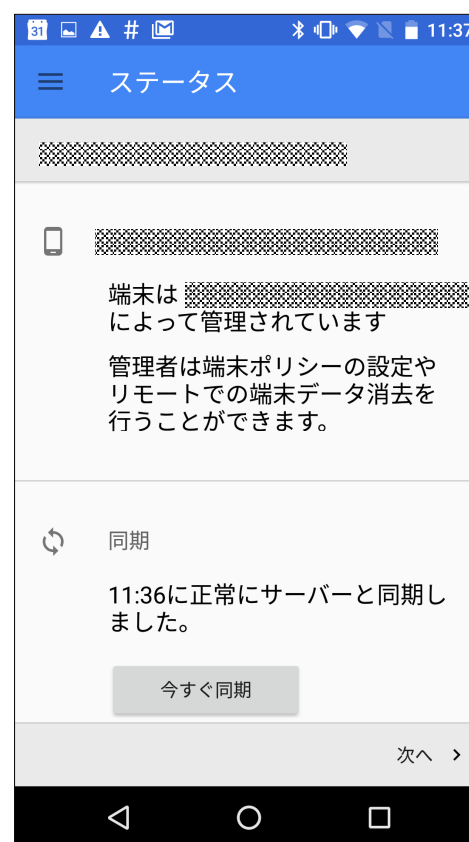 31 # 11:37
ステータス
端末は
によって管理されています
管理者は端末ポリシーの設定や
リモートでの端末データ消去を
行うことができます。
同期
11:36に正常にサーバーと同期し
ました。
今すぐ同期
次へ